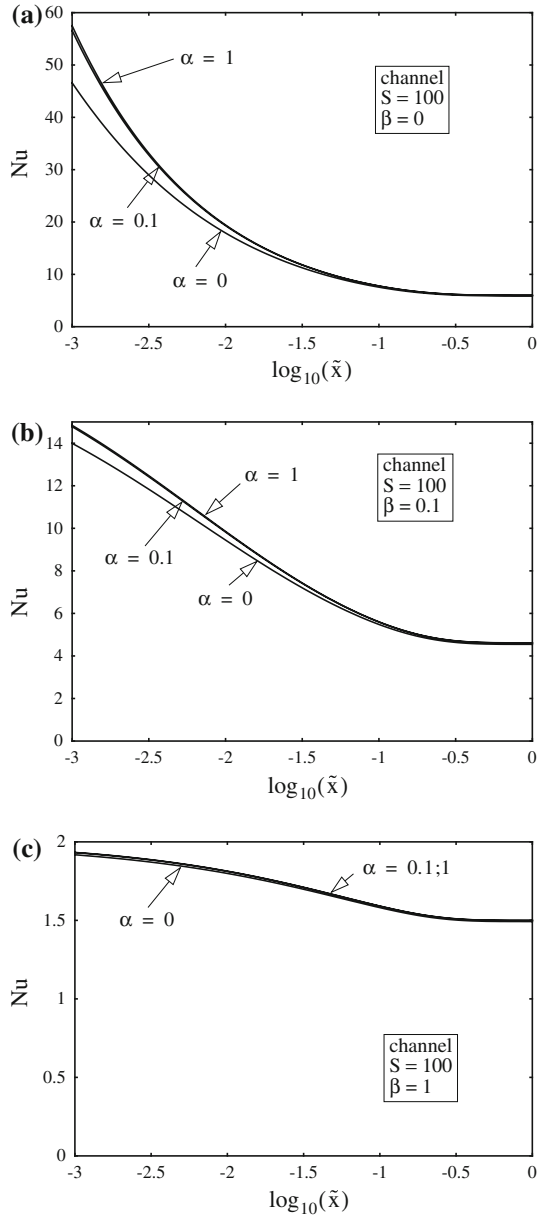 (a)
60
50
40
30
20
10
0
Nu
α = 1
α = 0.1
α = 0
channel
S = 100
β = 0
-3
-2.5
-2
-1.5
-1
-0.5
0
log₁₀(x̃)
(b)
14
12
10
8
6
4
2
0
Nu
α = 1
α = 0.1
α = 0
channel
S = 100
β = 0.1
-3
-2.5
-2
-1.5
-1
-0.5
0
log₁₀(x̃)
(c)
2
1.5
1
0.5
0
Nu
α = 0.1;1
α = 0
channel
S = 100
β = 1
-3
-2.5
-2
-1.5
-1
-0.5
0
log₁₀(x̃)